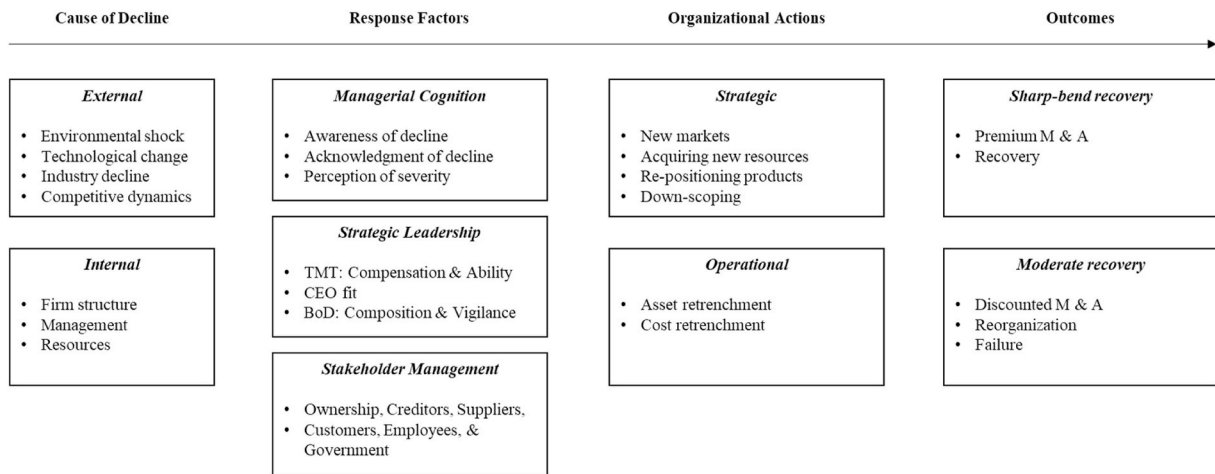 Cause of Decline
Response Factors
Organizational Actions
Outcomes
External
• Environmental shock
• Technological change
• Industry decline
• Competitive dynamics
Internal
• Firm structure
• Management
• Resources
Managerial Cognition
• Awareness of decline
• Acknowledgment of decline
• Perception of severity
Strategic Leadership
• TMT: Compensation & Ability
• CEO fit
• BoD: Composition & Vigilance
Stakeholder Management
• Ownership, Creditors, Suppliers,
• Customers, Employees, &
Government
Strategic
• New markets
• Acquiring new resources
• Re-positioning products
• Down-scoping
Operational
• Asset retrenchment
• Cost retrenchment
Sharp-bend recovery
• Premium M & A
• Recovery
Moderate recovery
• Discounted M & A
• Reorganization
• Failure